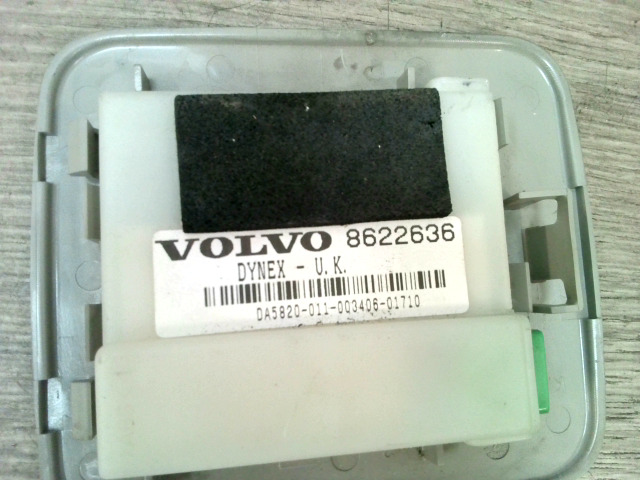 VOLVO 8622636
DYNEX - U.K.
DA5820-011-003406-01710